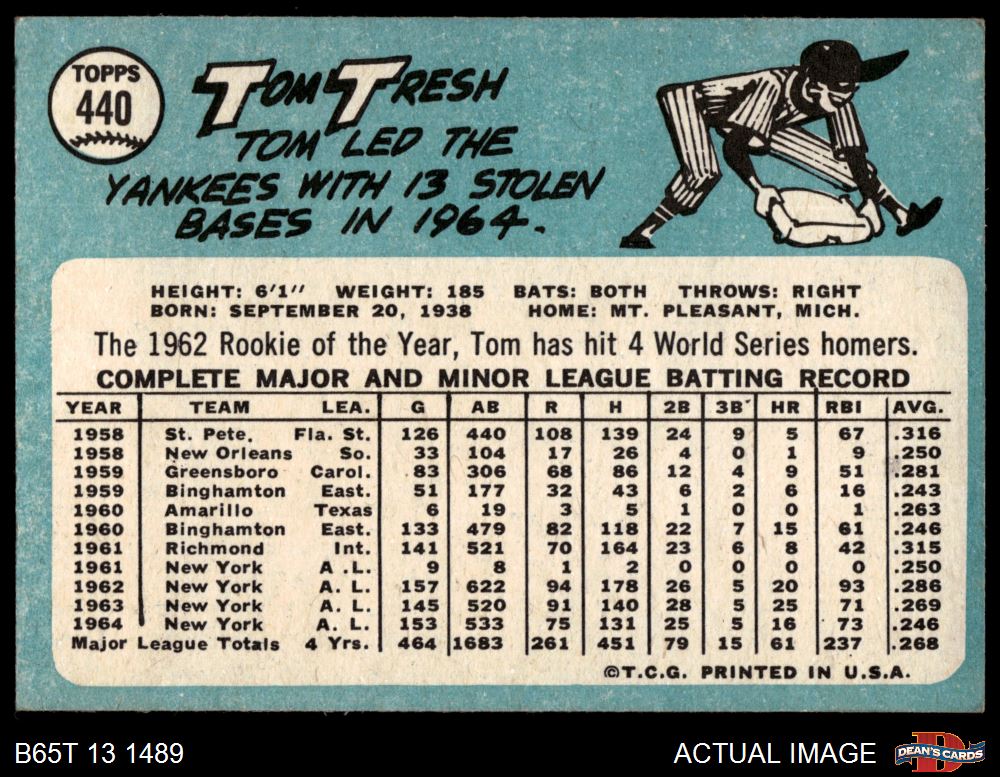 TOPPS
440
TOM TRESH
TOM LED THE
YANKEES WITH 13 STOLEN
BASES IN 1964.
HEIGHT: 6'1" WEIGHT: 185 BATS: BOTH THROWS: RIGHT
BORN: SEPTEMBER 20, 1938 HOME: MT. PLEASANT, MICH.
The 1962 Rookie of the Year, Tom has hit 4 World Series homers.
COMPLETE MAJOR AND MINOR LEAGUE BATTING RECORD
YEAR TEAM LEA. G AB R H 2B 3B HR RBI AVG.
1958 St. Pete. Fla. St. 126 440 108 139 24 9 5 67 .316
1958 New Orleans So. 33 104 17 26 4 0 1 9 .250
1959 Greensboro Carol. 83 306 68 86 12 4 9 51 .281
1959 Binghamton East. 51 177 32 43 6 2 6 16 .243
1960 Amarillo Texas 6 19 3 5 1 0 0 1 .263
1960 Binghamton East. 133 479 82 118 22 7 15 61 .246
1961 Richmond Int. 141 521 70 164 23 6 8 42 .315
1961 New York A .L. 9 8 1 2 0 0 0 0 .250
1962 New York A. L. 157 622 94 178 26 5 20 93 .286
1963 New York A. L. 145 520 91 140 28 5 25 71 .269
1964 New York A. L. 153 533 75 131 25 5 16 73 .246
Major League Totals 4 Yrs. 464 1683 261 451 79 15 61 237 .268
©T.C.G. PRINTED IN U.S.A.
B65T 13 1489 ACTUAL IMAGE DEAN'S CARDS